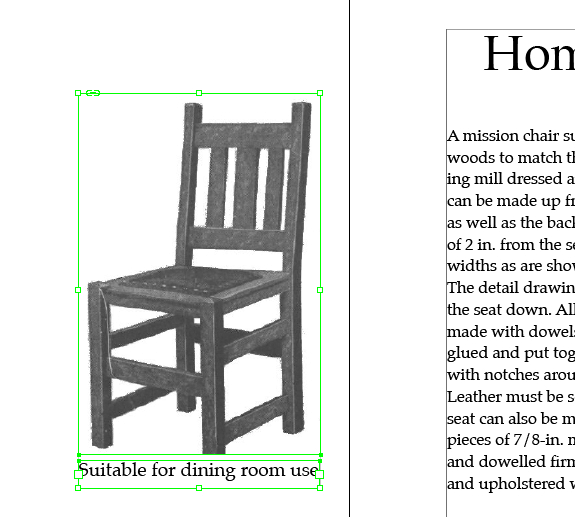 Suitable for dining room use
Hom
A mission chair su
woods to match th
ing mill dressed a
can be made up fr
as well as the back
of 2 in. from the se
widths as are show
The detail drawin
the seat down. All
made with dowels
glued and put tog
with notches arou
Leather must be s
seat can also be m
pieces of 7/8-in. m
and dowelled firm
and upholstered w